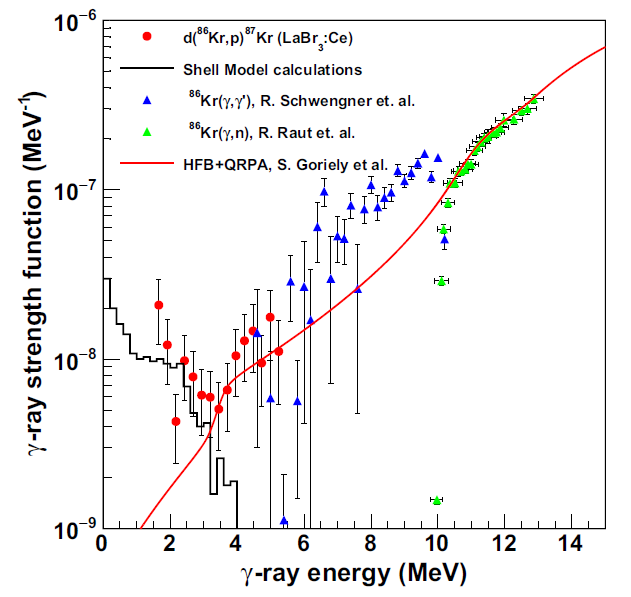 d(⁸⁶Kr,p)⁸⁷Kr (LaBr₃:Ce)
Shell Model calculations
⁸⁶Kr(γ,γ'), R. Schwengner et. al.
⁸⁶Kr(γ,n), R. Raut et. al.
HFB+QRPA, S. Goriely et al.
γ-ray strength function (MeV⁻¹)
10⁻⁶
10⁻⁷
10⁻⁸
10⁻⁹
0 2 4 6 8 10 12 14
γ-ray energy (MeV)